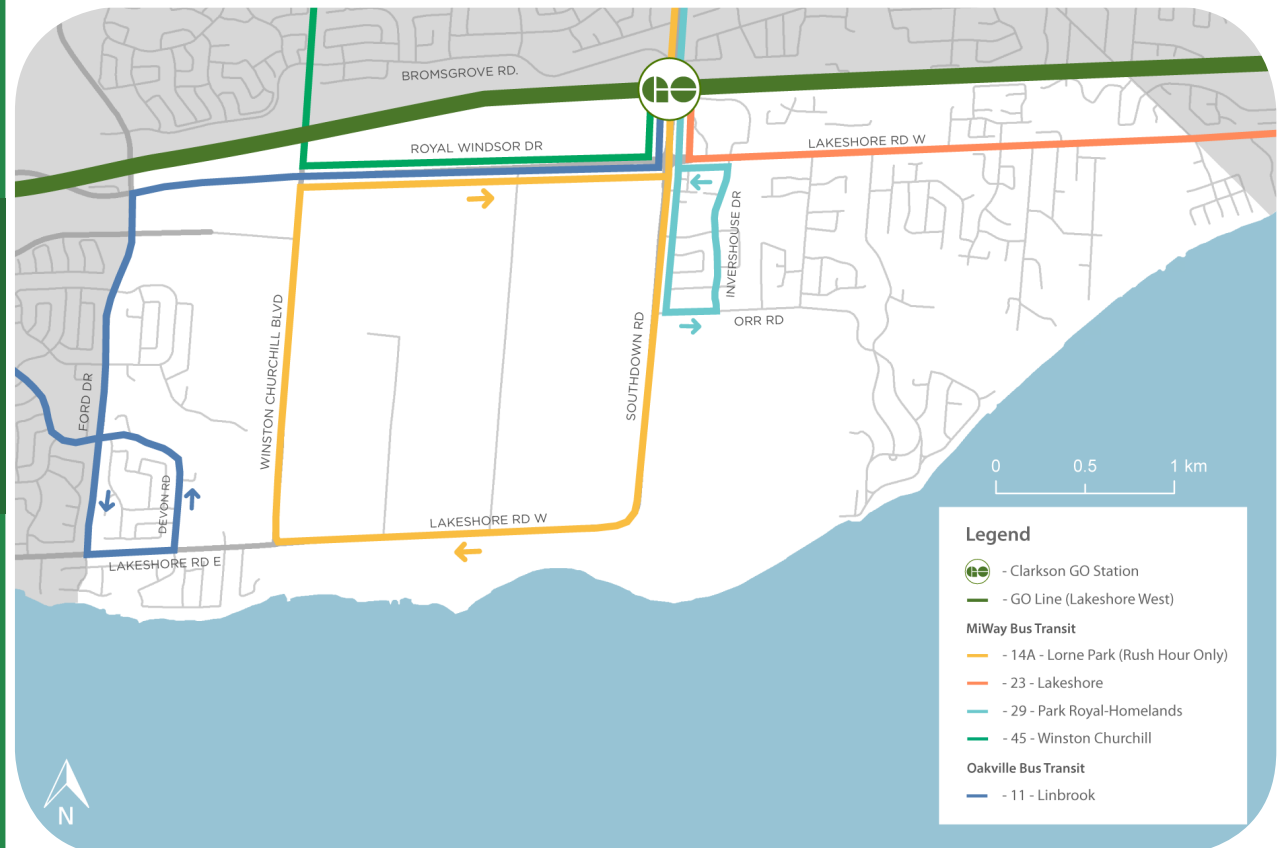 BROMSGROVE RD.
GO
ROYAL WINDSOR DR
LAKESHORE RD W
INVERSHOUSE DR
WINSTON CHURCHILL BLVD
SOUTHDOWN RD
ORR RD
FORD DR
DEVON RD
LAKESHORE RD W
LAKESHORE RD E
0 0.5 1 km
Legend
GO - Clarkson GO Station
- GO Line (Lakeshore West)
MiWay Bus Transit
- 14A - Lorne Park (Rush Hour Only)
- 23 - Lakeshore
- 29 - Park Royal-Homelands
- 45 - Winston Churchill
Oakville Bus Transit
- 11 - Linbrook
N